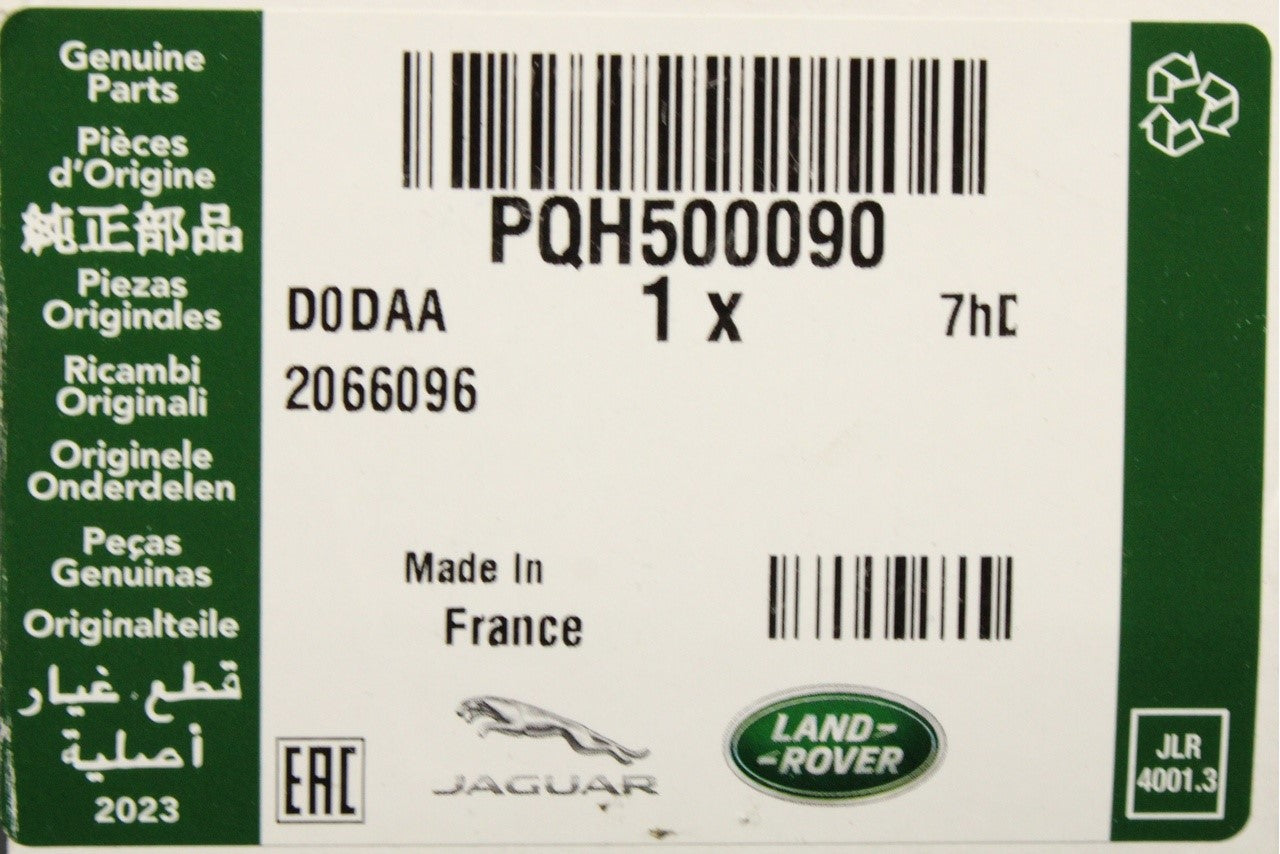 Genuine
Parts
Pièces
d'Origine
純正部品
Piezas
Originales
Ricambi
Originali
Originele
Onderdelen
Peças
Genuinas
Originalteile
قطع غيار
أصلية
2023
PQH500090
D0DAA
1 x
2066096
Made In
France
EAC
JAGUAR
LAND-
-ROVER
JLR
4001.3